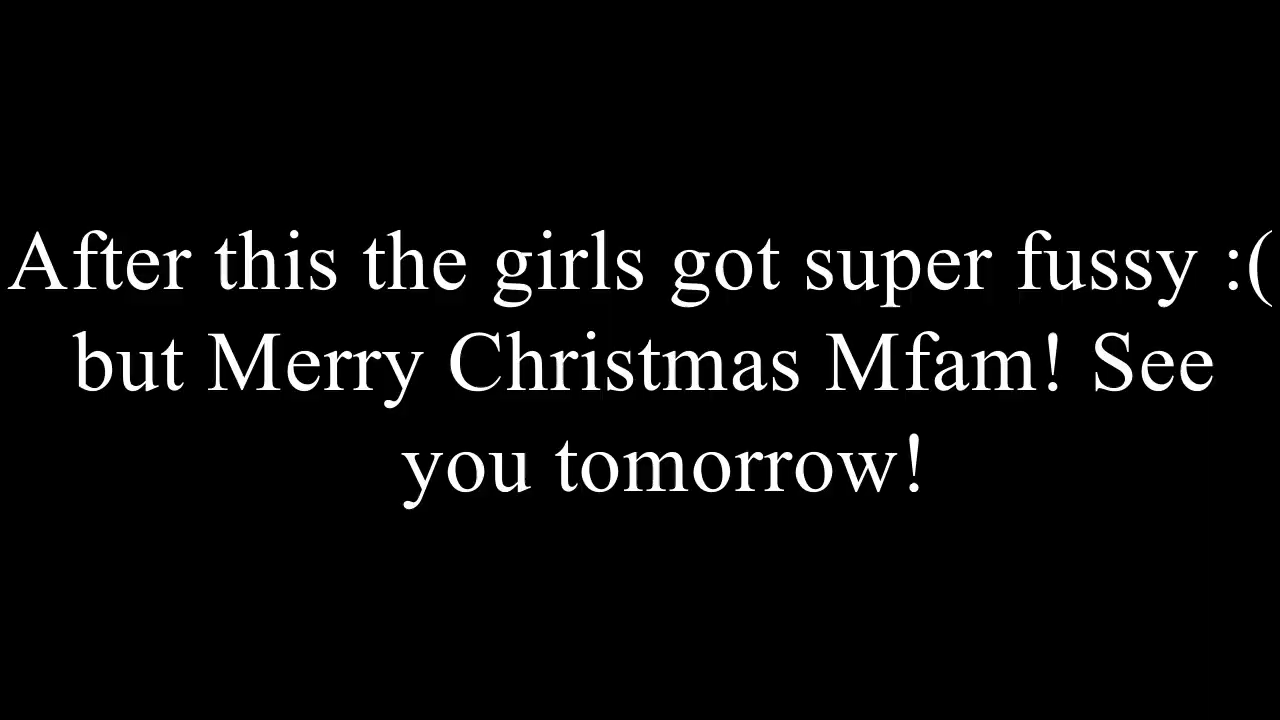 After this the girls got super fussy :(
but Merry Christmas Mfam! See
you tomorrow!